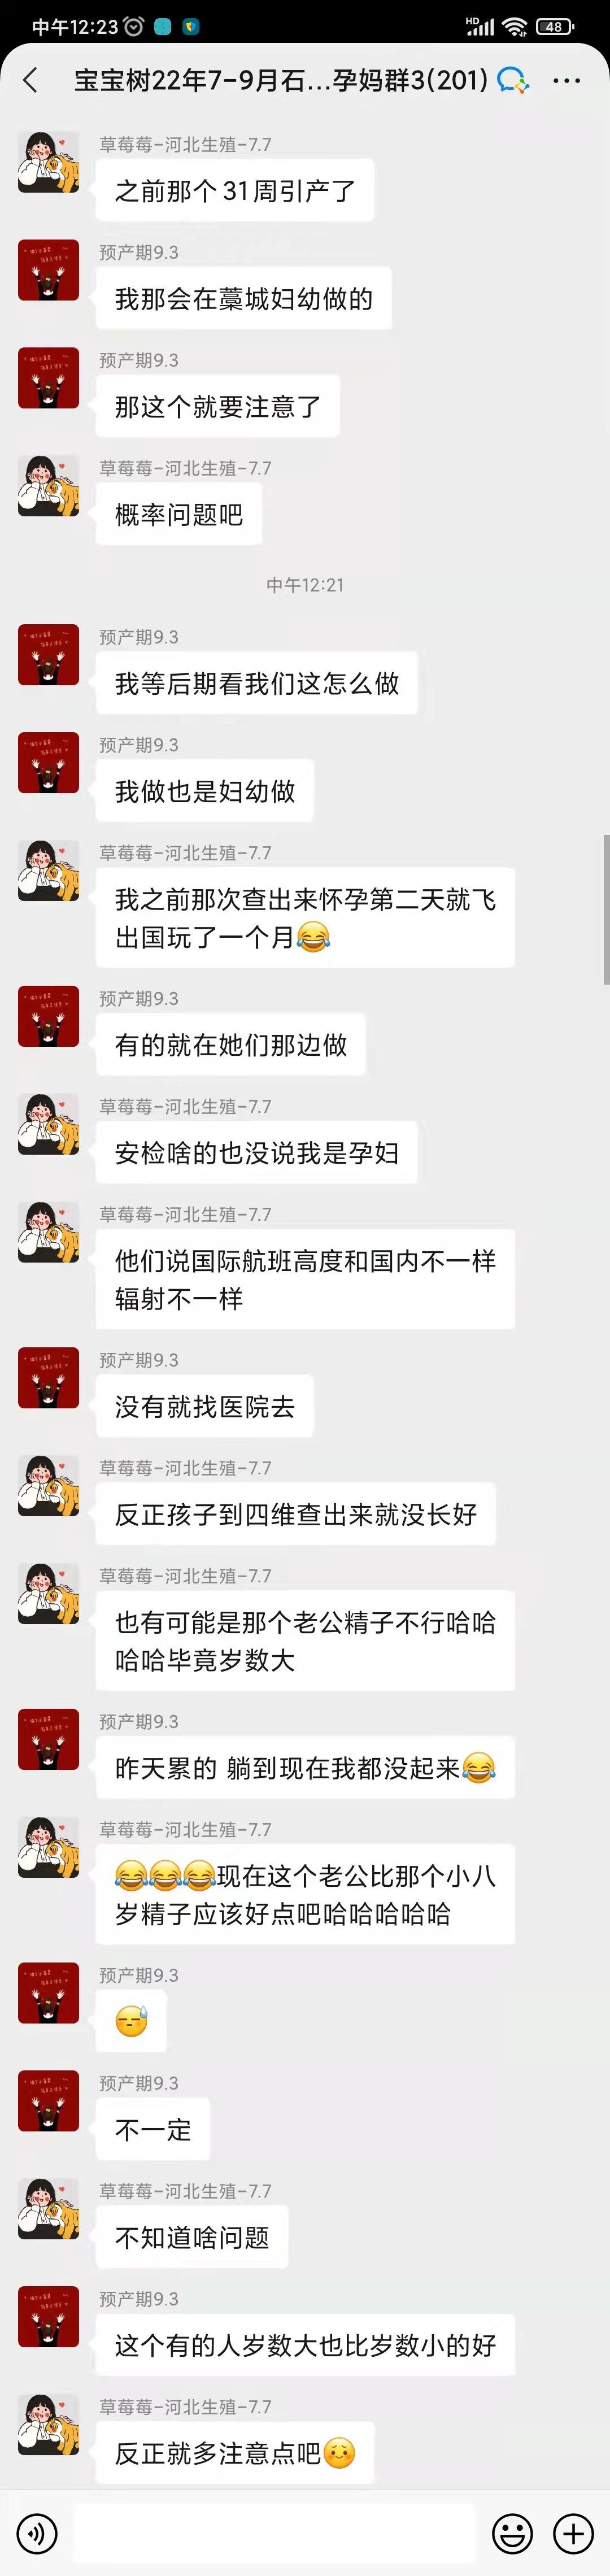 中午12:23
HD
48
宝宝树22年7-9月石...孕妈群3(201)
草莓莓-河北生殖-7.7
之前那个31周引产了
预产期9.3
我那会在藁城妇幼做的
预产期9.3
那这个就要注意了
草莓莓-河北生殖-7.7
概率问题吧
中午12:21
预产期9.3
我等后期看我们这怎么做
预产期9.3
我做也是妇幼做
草莓莓-河北生殖-7.7
我之前那次查出来怀孕第二天就飞
出国玩了一个月😂
预产期9.3
有的就在她们那边做
草莓莓-河北生殖-7.7
安检啥的也没说我是孕妇
草莓莓-河北生殖-7.7
他们说国际航班高度和国内不一样
辐射不一样
预产期9.3
没有就找医院去
草莓莓-河北生殖-7.7
反正孩子到四维查出来就没长好
草莓莓-河北生殖-7.7
也有可能是那个老公精子不行哈哈
哈哈毕竟岁数大
预产期9.3
昨天累的 躺到现在我都没起来😂
草莓莓-河北生殖-7.7
😂😂😂现在这个老公比那个小八
岁精子应该好点吧哈哈哈哈哈
预产期9.3
😓
预产期9.3
不一定
草莓莓-河北生殖-7.7
不知道啥问题
预产期9.3
这个有的人岁数大也比岁数小的好
草莓莓-河北生殖-7.7
反正就多注意点吧☺️